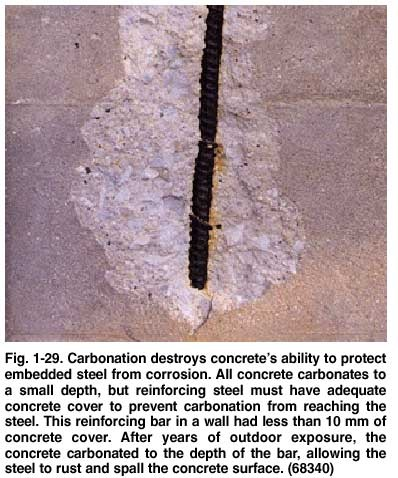 Fig. 1-29. Carbonation destroys concrete's ability to protect
embedded steel from corrosion. All concrete carbonates to
a small depth, but reinforcing steel must have adequate
concrete cover to prevent carbonation from reaching the
steel. This reinforcing bar in a wall had less than 10 mm of
concrete cover. After years of outdoor exposure, the
concrete carbonated to the depth of the bar, allowing the
steel to rust and spall the concrete surface. (68340)